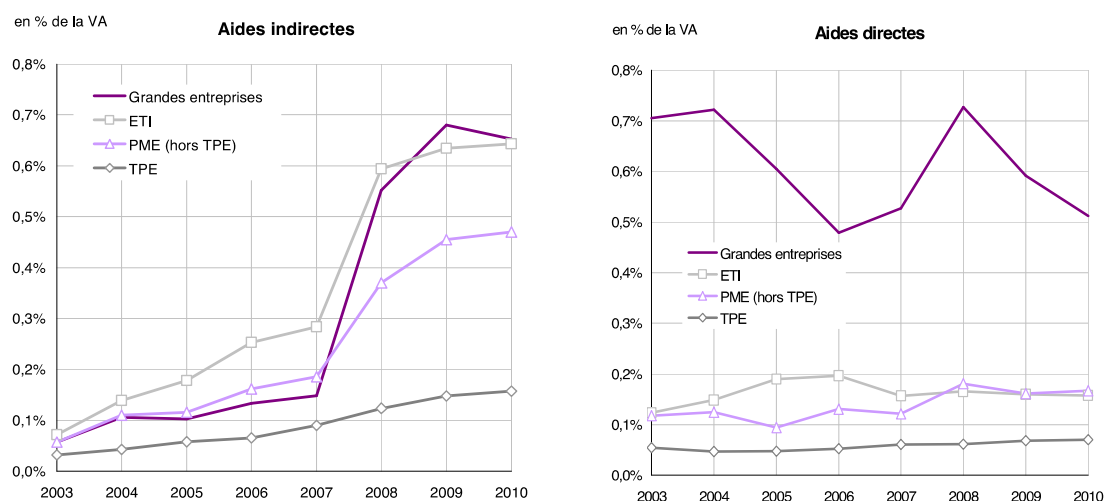 en % de la VA
Aides indirectes
0,8%
0,7%
0,6%
0,5%
0,4%
0,3%
0,2%
0,1%
0,0%
Grandes entreprises
ETI
PME (hors TPE)
TPE
2003 2004 2005 2006 2007 2008 2009 2010
en % de la VA
Aides directes
0,8%
0,7%
0,6%
0,5%
0,4%
0,3%
0,2%
0,1%
0,0%
Grandes entreprises
ETI
PME (hors TPE)
TPE
2003 2004 2005 2006 2007 2008 2009 2010